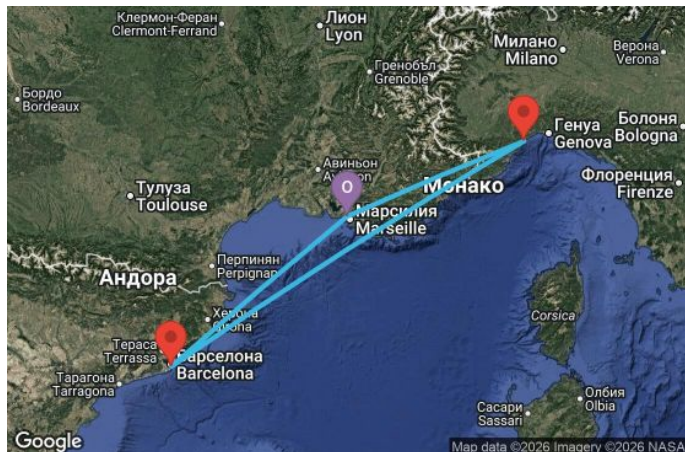 Клермон-Феран
Clermont-Ferrand
Лион
Lyon
Милано
Milano
Верона
Verona
Гренобъл
Grenoble
Бордо
Bordeaux
Генуа
Genova
Болоня
Bologna
Авиньон
Тулуза
Toulouse
Монако
Флоренция
Firenze
O
Марсилия
Marseille
Перпинян
Perpignan
Андора
Corsica
Тераса
Terrassa
Барселона
Barcelona
Тарагона
Tarragona
Олбия
Olbia
Сасари
Sassari
Google
Map data ©2026 Imagery ©2026 NASA